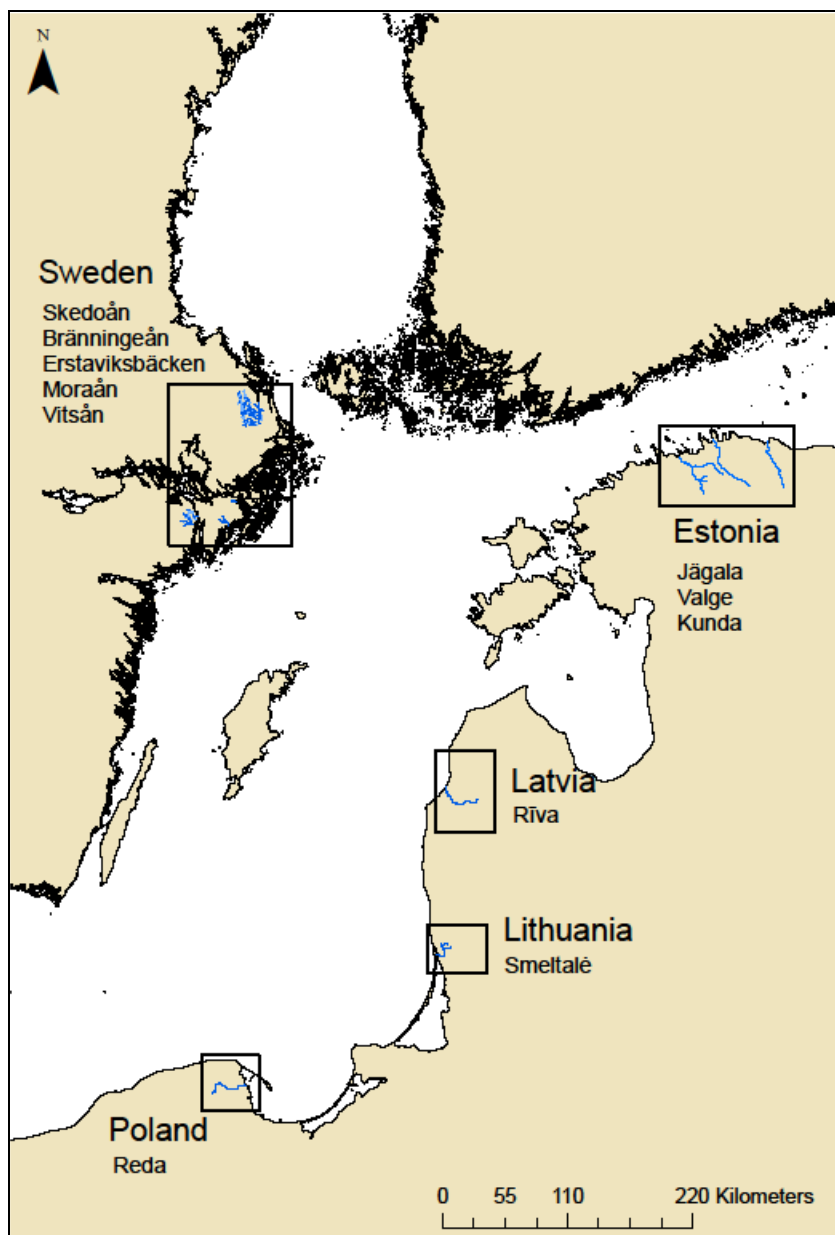 N
Sweden
Skedoån
Bränningeån
Erstaviksbäcken
Moraån
Vitsån
Estonia
Jägala
Valge
Kunda
Latvia
Rīva
Lithuania
Smeltalė
Poland
Reda
0 55 110 220 Kilometers